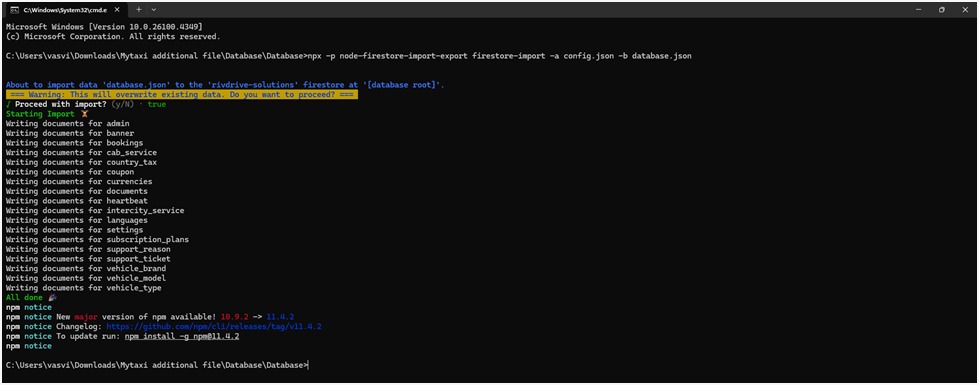 C:\Windows\System32\cmd.e
Microsoft Windows [Version 10.0.26100.4349]
(c) Microsoft Corporation. All rights reserved.
C:\Users\vasvi\Downloads\Mytaxi additional file\Database\Database>npx -p node-firestore-import-export firestore-import -a config.json -b database.json
About to import data 'database.json' to the 'rivdrive-solutions' firestore at '[database root]'.
=== Warning: This will overwrite existing data. Do you want to proceed? ===
√ Proceed with import? (y/N) · true
Starting Import 🏋
Writing documents for admin
Writing documents for banner
Writing documents for bookings
Writing documents for cab_service
Writing documents for country_tax
Writing documents for coupon
Writing documents for currencies
Writing documents for documents
Writing documents for heartbeat
Writing documents for intercity_service
Writing documents for languages
Writing documents for settings
Writing documents for subscription_plans
Writing documents for support_reason
Writing documents for support_ticket
Writing documents for vehicle_brand
Writing documents for vehicle_model
Writing documents for vehicle_type
All done 🎉
npm notice
npm notice New major version of npm available! 10.9.2 -> 11.4.2
npm notice Changelog: https://github.com/npm/cli/releases/tag/v11.4.2
npm notice To update run: npm install -g npm@11.4.2
npm notice
C:\Users\vasvi\Downloads\Mytaxi additional file\Database\Database>